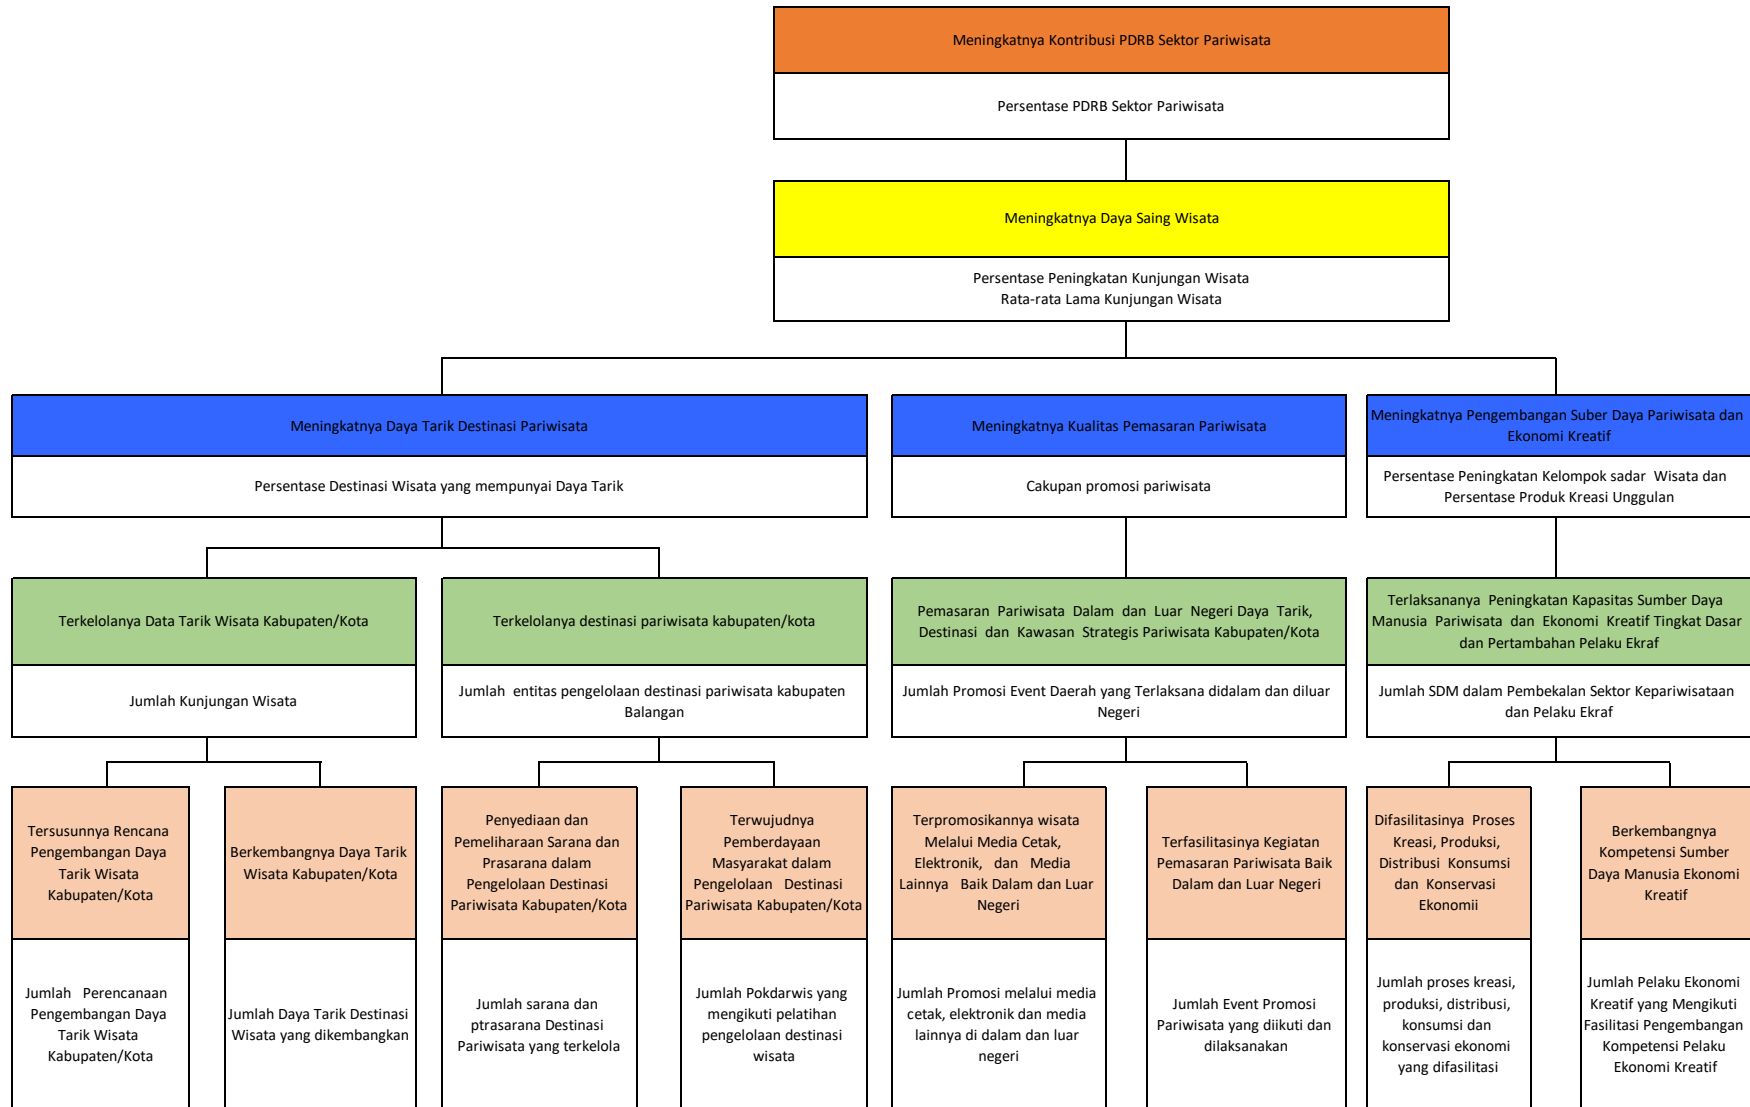 Meningkatnya Kontribusi PDRB Sektor Pariwisata
Persentase PDRB Sektor Pariwisata
Meningkatnya Daya Saing Wisata
Persentase Peningkatan Kunjungan Wisata
Rata-rata Lama Kunjungan Wisata
Meningkatnya Daya Tarik Destinasi Pariwisata
Persentase Destinasi Wisata yang mempunyai Daya Tarik
Meningkatnya Kualitas Pemasaran Pariwisata
Cakupan promosi pariwisata
Meningkatnya Pengembangan Suber Daya Pariwisata dan
Ekonomi Kreatif
Persentase Peningkatan Kelompok sadar Wisata dan
Persentase Produk Kreasi Unggulan
Terkelolanya Data Tarik Wisata Kabupaten/Kota
Jumlah Kunjungan Wisata
Terkelolanya destinasi pariwisata kabupaten/kota
Jumlah entitas pengelolaan destinasi pariwisata kabupaten
Balangan
Pemasaran Pariwisata Dalam dan Luar Negeri Daya Tarik,
Destinasi dan Kawasan Strategis Pariwisata Kabupaten/Kota
Jumlah Promosi Event Daerah yang Terlaksana didalam dan diluar
Negeri
Terlaksananya Peningkatan Kapasitas Sumber Daya
Manusia Pariwisata dan Ekonomi Kreatif Tingkat Dasar
dan Pertambahan Pelaku Ekraf
Jumlah SDM dalam Pembekalan Sektor Kepariwisataan
dan Pelaku Ekraf
Tersusunnya Rencana
Pengembangan Daya
Tarik Wisata
Kabupaten/Kota
Jumlah Perencanaan
Pengembangan Daya
Tarik Wisata
Kabupaten/Kota
Berkembangnya Daya Tarik
Wisata Kabupaten/Kota
Jumlah Daya Tarik Destinasi
Wisata yang dikembangkan
Penyediaan dan
Pemeliharaan Sarana dan
Prasarana dalam
Pengelolaan Destinasi
Pariwisata Kabupaten/Kota
Jumlah sarana dan
ptrasarana Destinasi
Pariwisata yang terkelola
Terwujudnya
Pemberdayaan
Masyarakat dalam
Pengelolaan Destinasi
Pariwisata Kabupaten/Kota
Jumlah Pokdarwis yang
mengikuti pelatihan
pengelolaan destinasi
wisata
Terpromosikannya wisata
Melalui Media Cetak,
Elektronik, dan Media
Lainnya Baik Dalam dan Luar
Negeri
Jumlah Promosi melalui media
cetak, elektronik dan media
lainnya di dalam dan luar
negeri
Terfasilitasinya Kegiatan
Pemasaran Pariwisata Baik
Dalam dan Luar Negeri
Jumlah Event Promosi
Pariwisata yang diikuti dan
dilaksanakan
Difasilitasinya Proses
Kreasi, Produksi,
Distribusi Konsumsi
dan Konservasi
Ekonomii
Jumlah proses kreasi,
produksi, distribusi,
konsumsi dan
konservasi ekonomi
yang difasilitasi
Berkembangnya
Kompetensi Sumber
Daya Manusia Ekonomi
Kreatif
Jumlah Pelaku Ekonomi
Kreatif yang Mengikuti
Fasilitasi Pengembangan
Kompetensi Pelaku
Ekonomi Kreatif